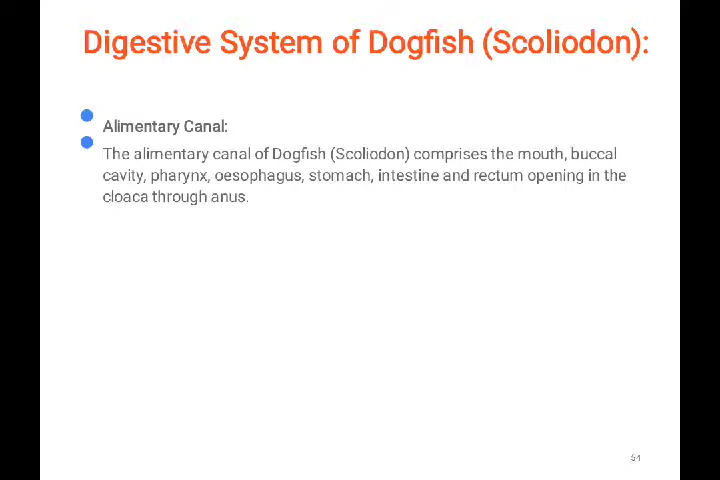 Digestive System of Dogfish (Scoliodon):
Alimentary Canal:
The alimentary canal of Dogfish (Scoliodon) comprises the mouth, buccal
cavity, pharynx, oesophagus, stomach, intestine and rectum opening in the
cloaca through anus.
54